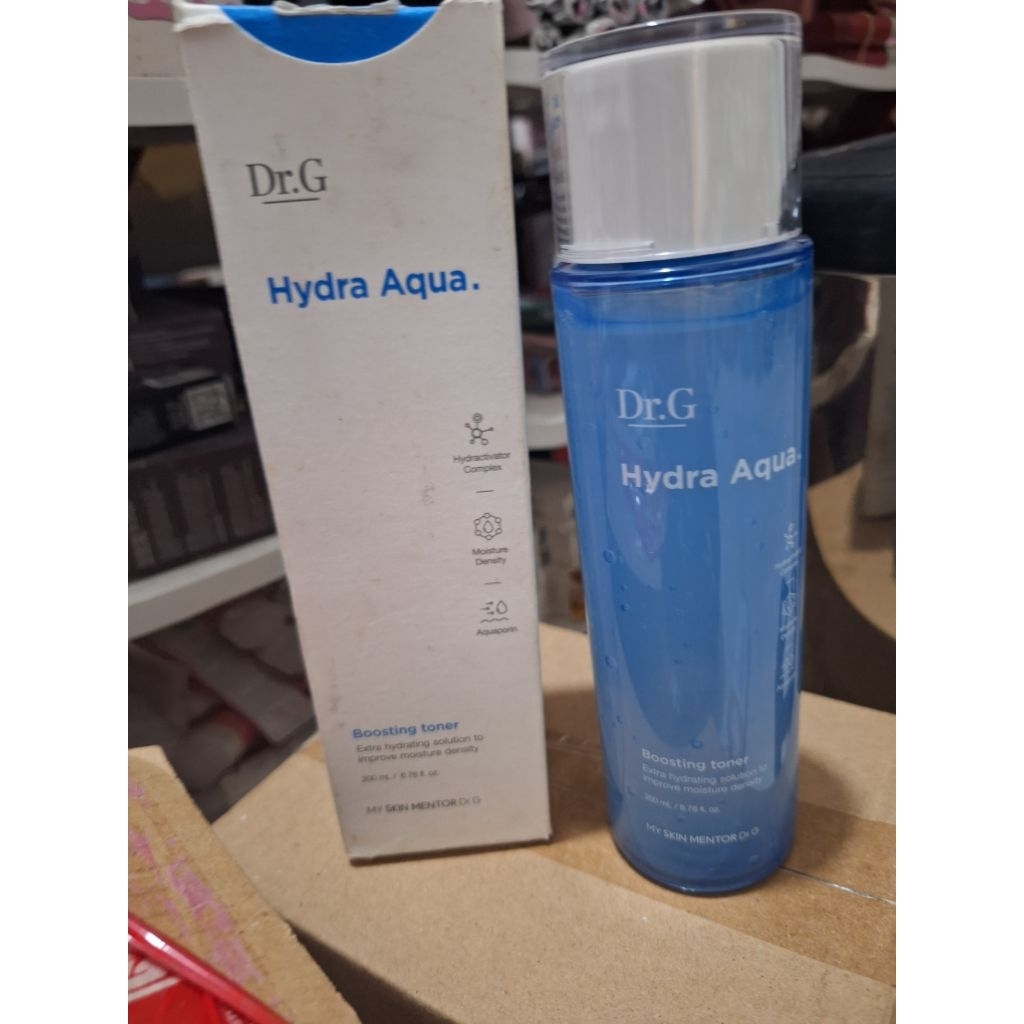 Dr.G
Hydra Aqua.
Hydractivator
Complex
Moisture
Density
Aquaporin
Boosting toner
Extra hydrating solution to
improve moisture density
200 mL / 6.76 fl. oz.
MY SKIN MENTOR Dr.G
Dr.G
Hydra Aqua.
Boosting toner
Extra hydrating solution to
improve moisture density
200 mL / 6.76 fl. oz.
MY SKIN MENTOR Dr.G